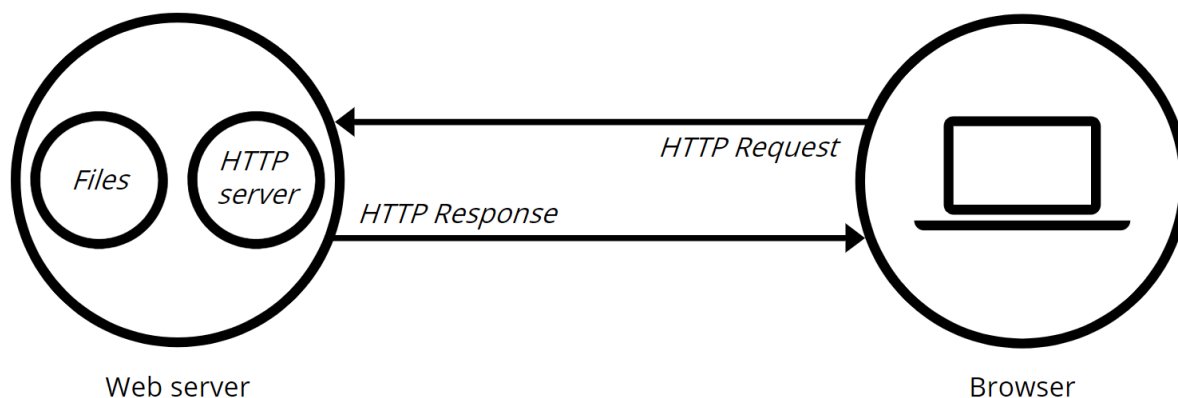 Files
HTTP
server
HTTP Request
HTTP Response
Web server
Browser